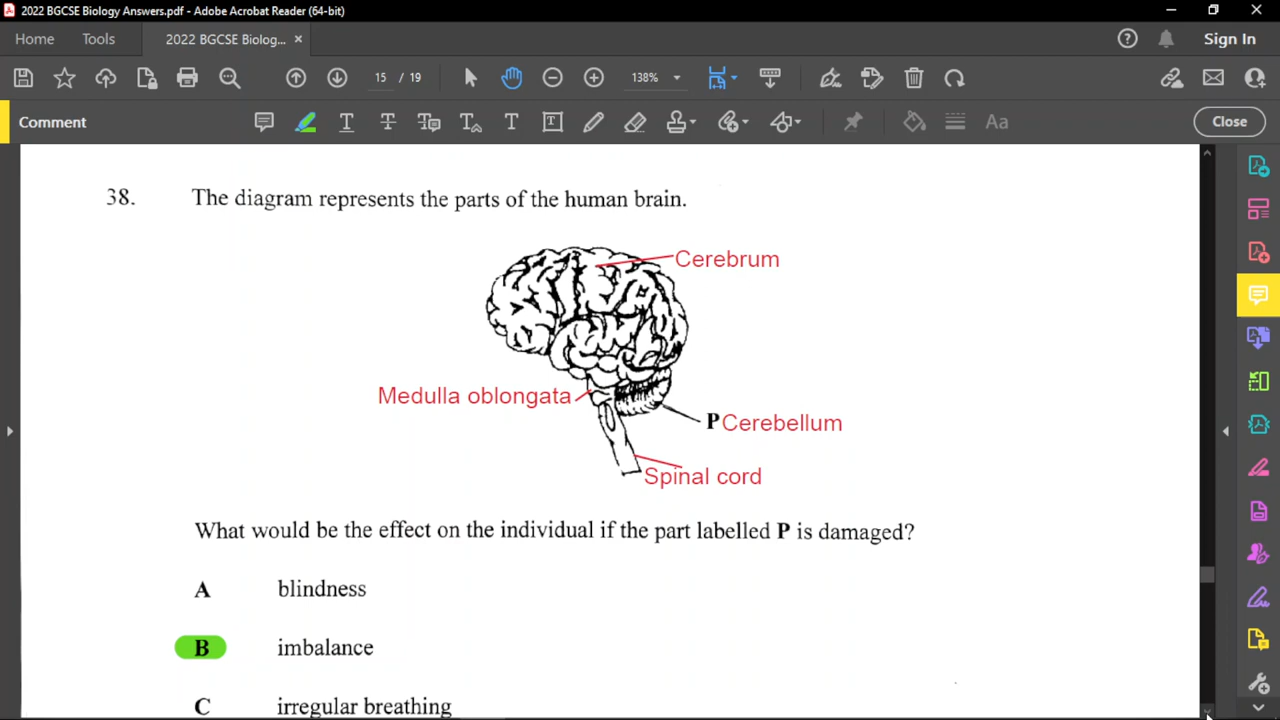 2022 BGCSE Biology Answers.pdf - Adobe Acrobat Reader (64-bit)
Home Tools 2022 BGCSE Biolog... Sign In
15 / 19 138%
Comment Close
38. The diagram represents the parts of the human brain.
Cerebrum
Medulla oblongata
P Cerebellum
Spinal cord
What would be the effect on the individual if the part labelled P is damaged?
A blindness
B imbalance
C irregular breathing